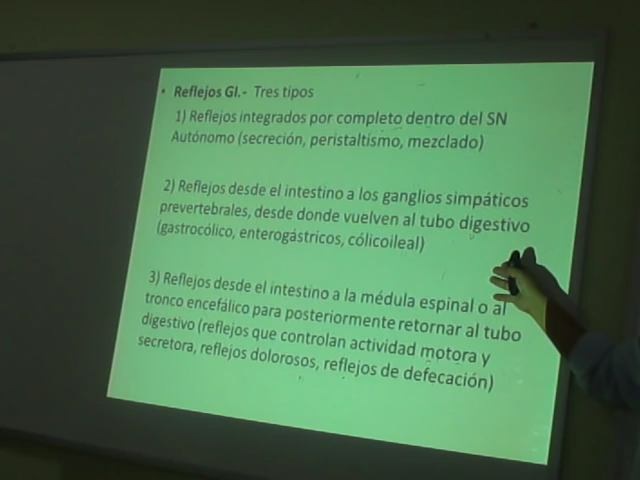 • Reflejos GI.- Tres tipos
1) Reflejos integrados por completo dentro del SN
Autónomo (secreción, peristaltismo, mezclado)
2) Reflejos desde el intestino a los ganglios simpáticos
prevertebrales, desde donde vuelven al tubo digestivo
(gastrocólico, enterogástricos, cólicoileal)
3) Reflejos desde el intestino a la médula espinal o al
tronco encefálico para posteriormente retornar al tubo
digestivo (reflejos que controlan actividad motora y
secretora, reflejos dolorosos, reflejos de defecación)